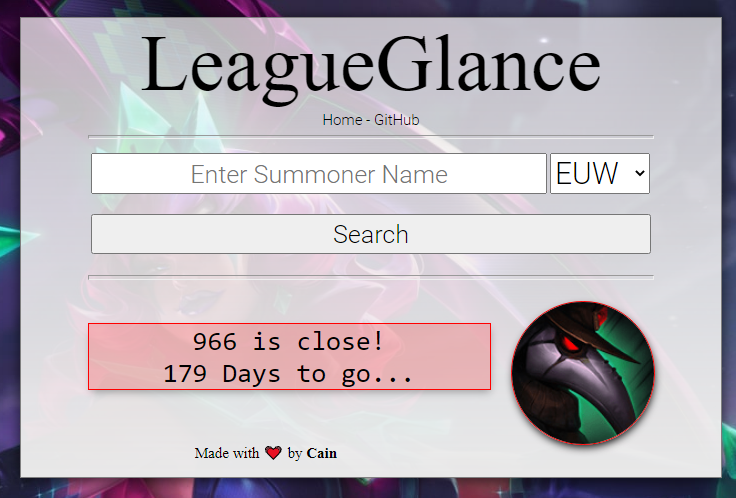 LeagueGlance
Home - GitHub
Enter Summoner Name
EUW
Search
966 is close!
179 Days to go...
Made with ❤ by Cain